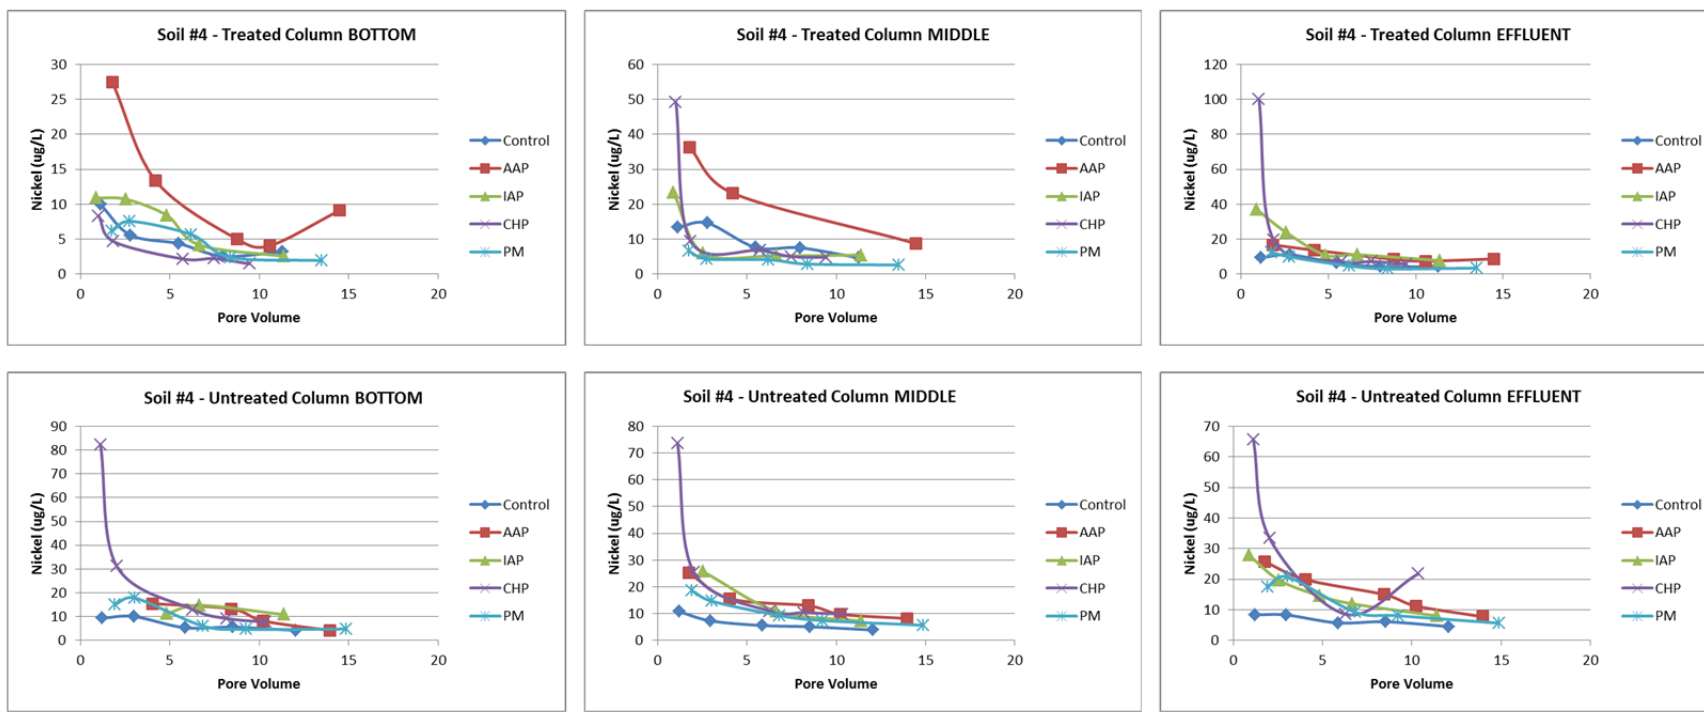 Soil #4 - Treated Column BOTTOM
Nickel (ug/L)
30
25
20
15
10
5
0
0 5 10 15 20
Pore Volume
Control
AAP
IAP
CHP
PM
Soil #4 - Treated Column MIDDLE
Nickel (ug/L)
60
50
40
30
20
10
0
0 5 10 15 20
Pore Volume
Control
AAP
IAP
CHP
PM
Soil #4 - Treated Column EFFLUENT
Nickel (ug/L)
120
100
80
60
40
20
0
0 5 10 15 20
Pore Volume
Control
AAP
IAP
CHP
PM
Soil #4 - Untreated Column BOTTOM
Nickel (ug/L)
90
80
70
60
50
40
30
20
10
0
0 5 10 15 20
Pore Volume
Control
AAP
IAP
CHP
PM
Soil #4 - Untreated Column MIDDLE
Nickel (ug/L)
80
70
60
50
40
30
20
10
0
0 5 10 15 20
Pore Volume
Control
AAP
IAP
CHP
PM
Soil #4 - Untreated Column EFFLUENT
Nickel (ug/L)
70
60
50
40
30
20
10
0
0 5 10 15 20
Pore Volume
Control
AAP
IAP
CHP
PM